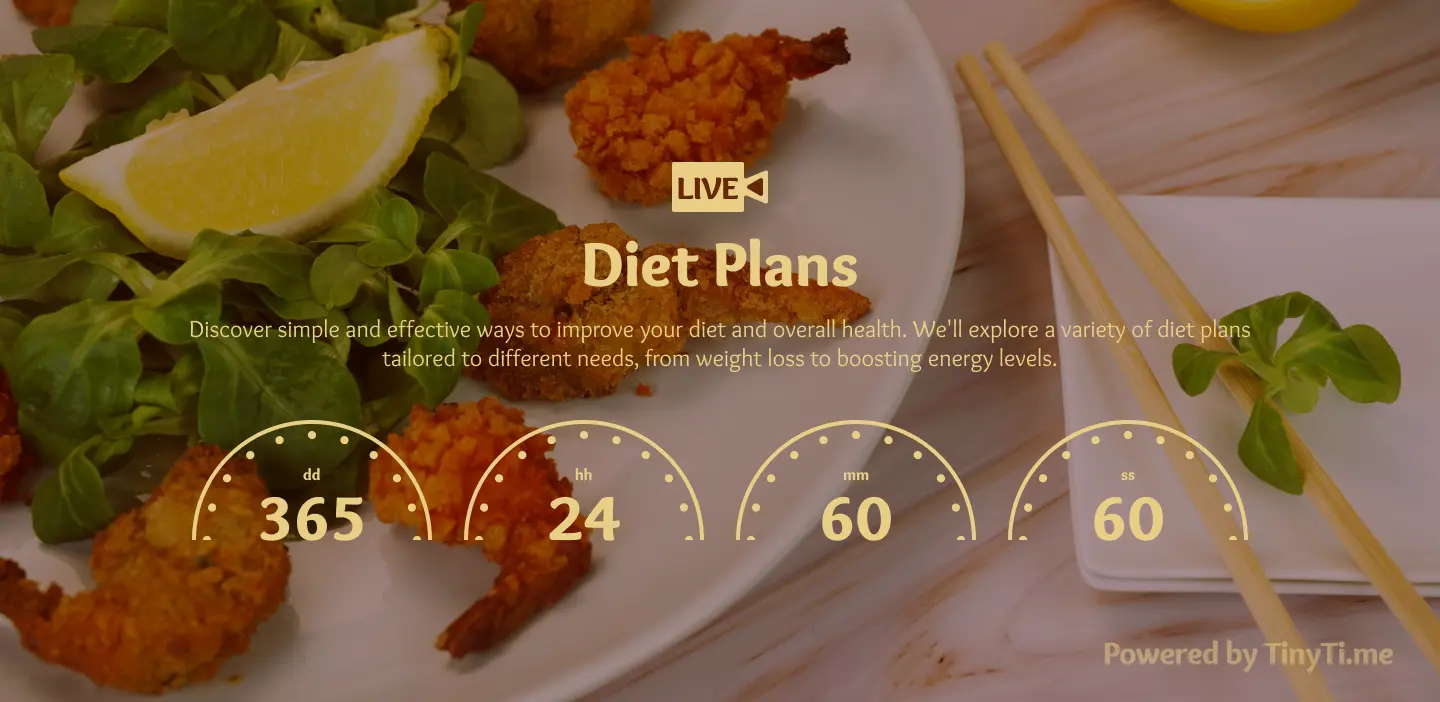 LIVE
Diet Plans
Discover simple and effective ways to improve your diet and overall health. We'll explore a variety of diet plans
tailored to different needs, from weight loss to boosting energy levels.
dd hh mm ss
365 24 60 60
Powered by TinyTi.me